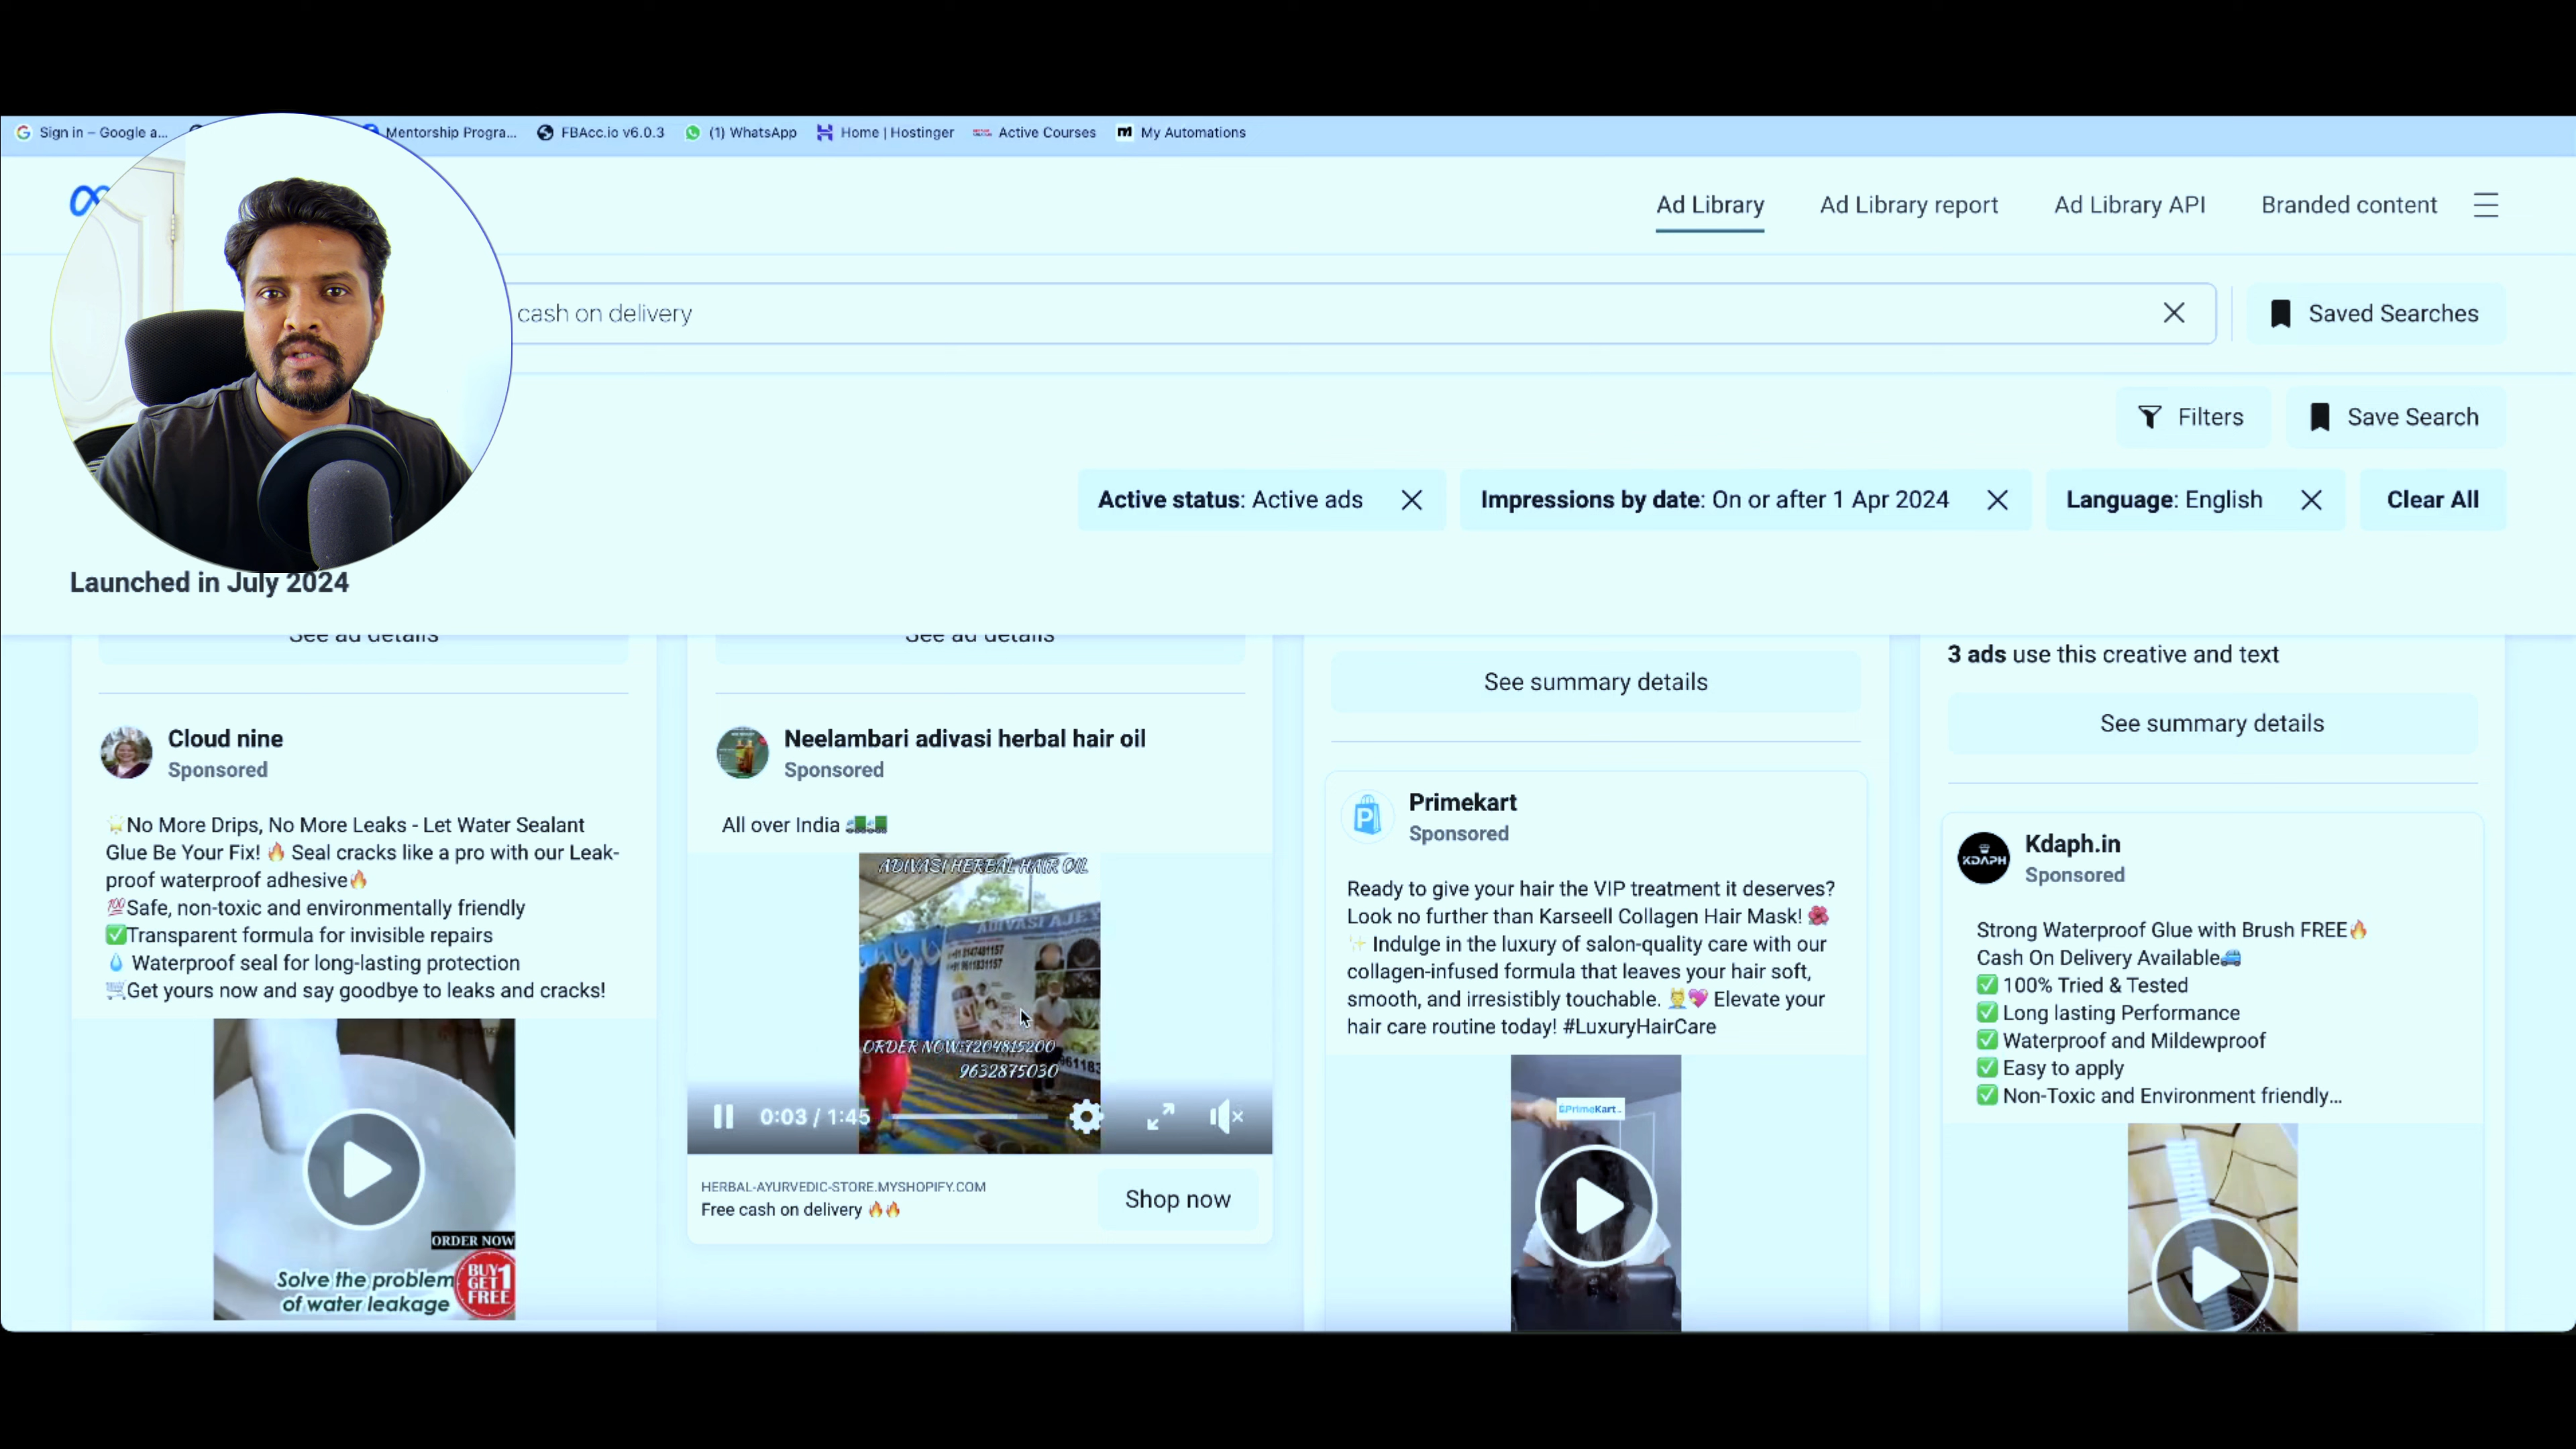 Sign in – Google a...
Mentorship Progra...
FBAcc.io v6.0.3
(1) WhatsApp
Home | Hostinger
Active Courses
My Automations
Ad Library
Ad Library report
Ad Library API
Branded content
cash on delivery
Saved Searches
Filters
Save Search
Active status: Active ads
Impressions by date: On or after 1 Apr 2024
Language: English
Clear All
Launched in July 2024
See ad details
Cloud nine
Sponsored
🌟No More Drips, No More Leaks - Let Water Sealant
Glue Be Your Fix! 🔥 Seal cracks like a pro with our Leak-
proof waterproof adhesive🔥
💯Safe, non-toxic and environmentally friendly
✅Transparent formula for invisible repairs
💧 Waterproof seal for long-lasting protection
🛒Get yours now and say goodbye to leaks and cracks!
ORDER NOW
Solve the problem
of water leakage
BUY 1
GET
FREE
See ad details
Neelambari adivasi herbal hair oil
Sponsored
All over India 🚛🚛
ADIVASI HERBAL HAIR OIL
ORDER NOW:7204815200
9632875030
0:03 / 1:45
HERBAL-AYURVEDIC-STORE.MYSHOPIFY.COM
Free cash on delivery 🔥🔥
Shop now
See summary details
Primekart
Sponsored
Ready to give your hair the VIP treatment it deserves?
Look no further than Karseell Collagen Hair Mask! 🌺
✨ Indulge in the luxury of salon-quality care with our
collagen-infused formula that leaves your hair soft,
smooth, and irresistibly touchable. 💆💖 Elevate your
hair care routine today! #LuxuryHairCare
PrimeKart
3 ads use this creative and text
See summary details
KDAPH
Kdaph.in
Sponsored
Strong Waterproof Glue with Brush FREE🔥
Cash On Delivery Available🚙
✅ 100% Tried & Tested
✅ Long lasting Performance
✅ Waterproof and Mildewproof
✅ Easy to apply
✅ Non-Toxic and Environment friendly...